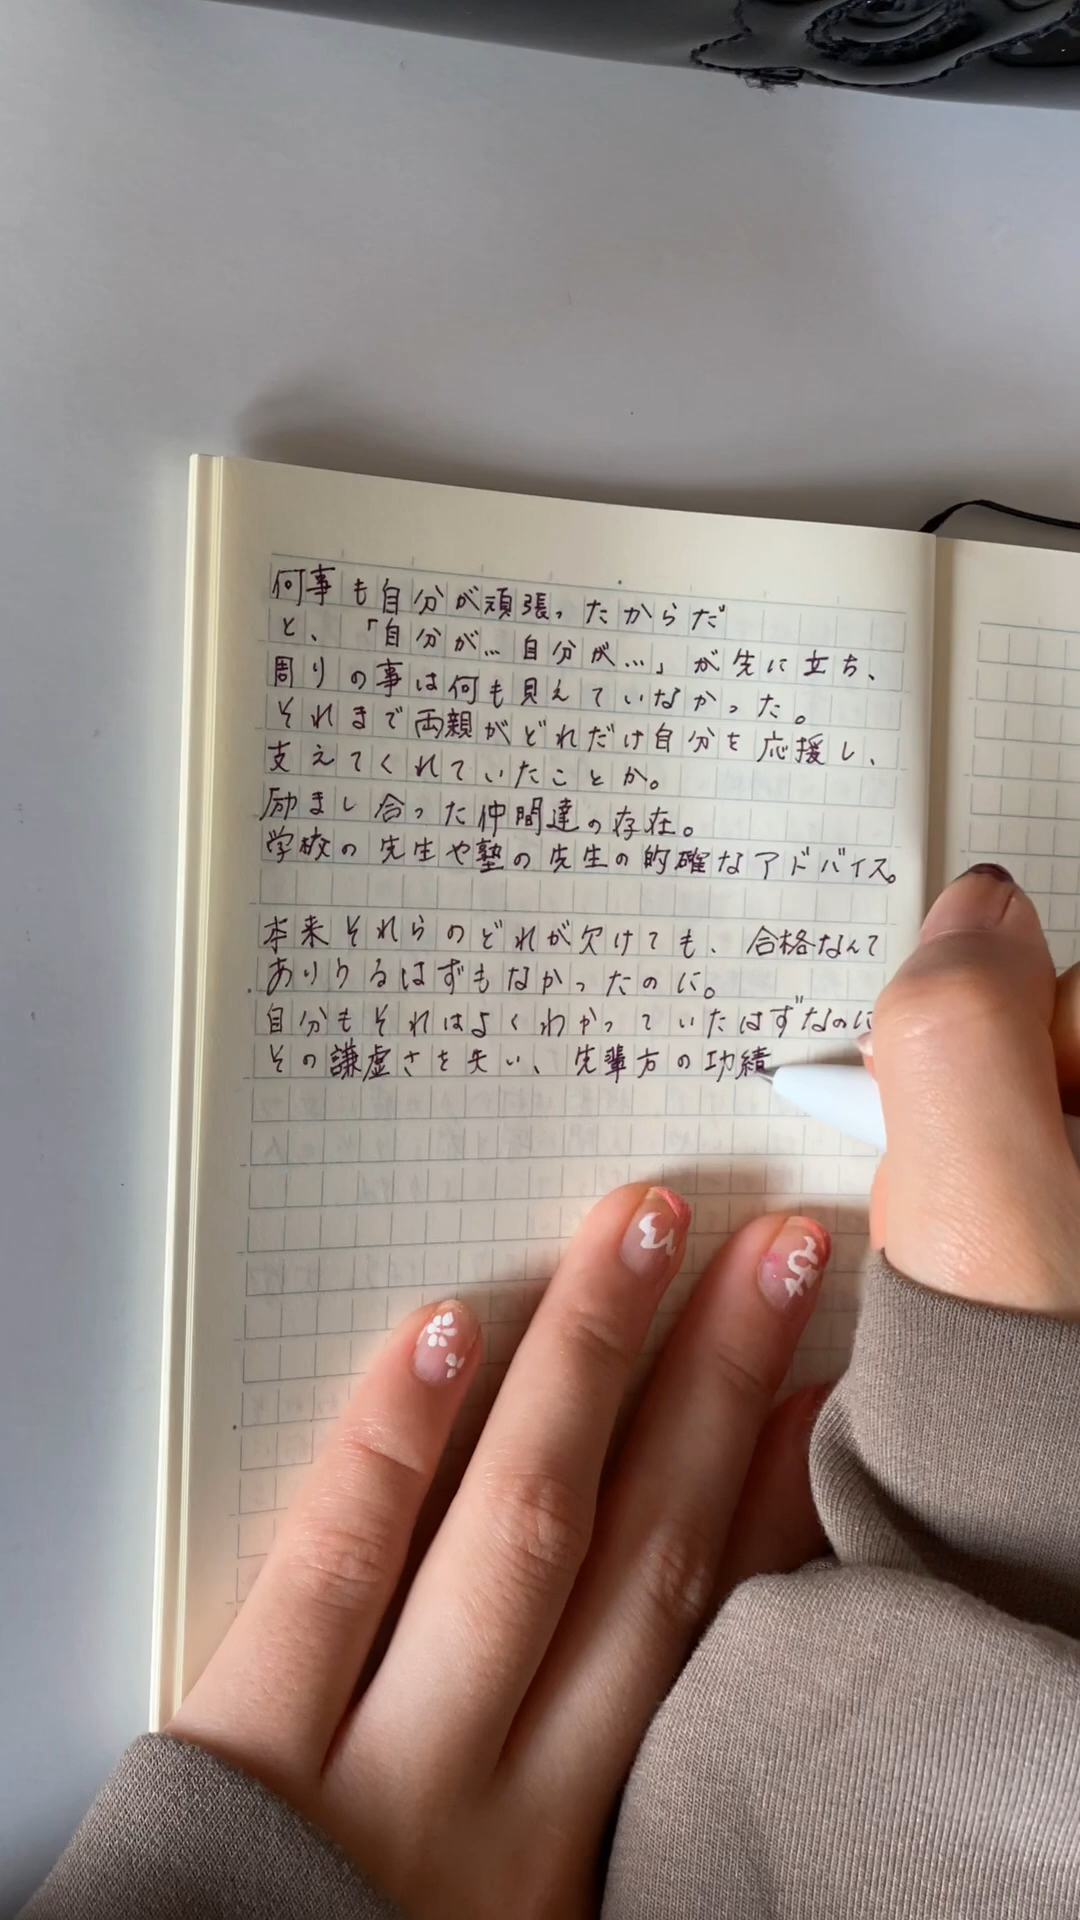 何事も自分が頑張ったからだ
と、「自分が…自分が…」が先に立ち、
周りの事は何も見えていなかった。
それまで両親がどれだけ自分を応援し、
支えてくれていたことか。
励まし合った仲間達の存在。
学校の先生や塾の先生の的確なアドバイス。
本来それらのどれが欠けても、合格なんて
ありうるはずもなかったのに。
自分もそれはよくわかっていたはずなのに
その謙虚さを失い、先輩方の功績